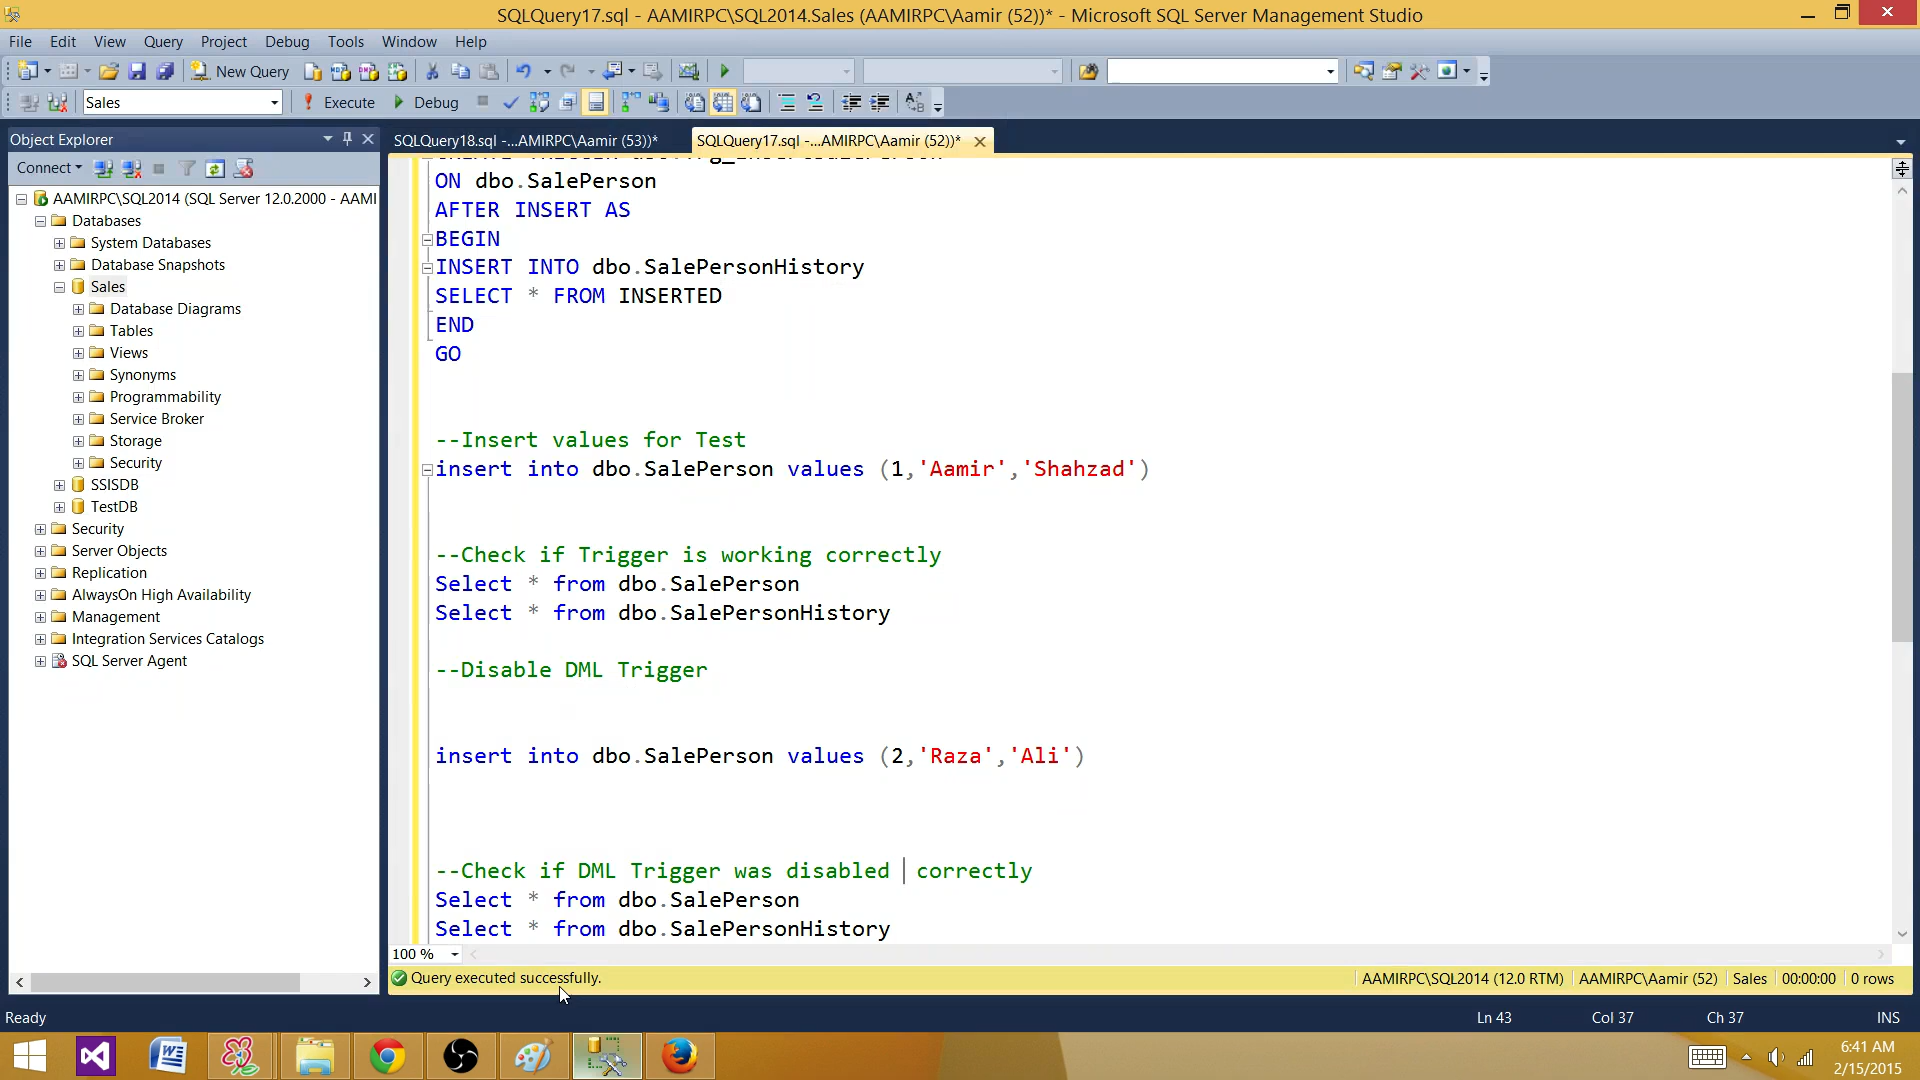 SQLQuery17.sql - AAMIRPC\SQL2014.Sales (AAMIRPC\Aamir (52))* - Microsoft SQL Server Management Studio
File Edit View Query Project Debug Tools Window Help
New Query
Sales Execute Debug
Object Explorer
Connect
AAMIRPC\SQL2014 (SQL Server 12.0.2000 - AAMI
Databases
System Databases
Database Snapshots
Sales
Database Diagrams
Tables
Views
Synonyms
Programmability
Service Broker
Storage
Security
SSISDB
TestDB
Security
Server Objects
Replication
AlwaysOn High Availability
Management
Integration Services Catalogs
SQL Server Agent
SQLQuery18.sql -...AMIRPC\Aamir (53))* SQLQuery17.sql -...AMIRPC\Aamir (52))*
ON dbo.SalePerson
AFTER INSERT AS
BEGIN
INSERT INTO dbo.SalePersonHistory
SELECT * FROM INSERTED
END
GO
--Insert values for Test
insert into dbo.SalePerson values (1,'Aamir','Shahzad')
--Check if Trigger is working correctly
Select * from dbo.SalePerson
Select * from dbo.SalePersonHistory
--Disable DML Trigger
insert into dbo.SalePerson values (2,'Raza','Ali')
--Check if DML Trigger was disabled correctly
Select * from dbo.SalePerson
Select * from dbo.SalePersonHistory
100 %
Query executed successfully. AAMIRPC\SQL2014 (12.0 RTM) AAMIRPC\Aamir (52) Sales 00:00:00 0 rows
Ready Ln 43 Col 37 Ch 37 INS
6:41 AM
2/15/2015